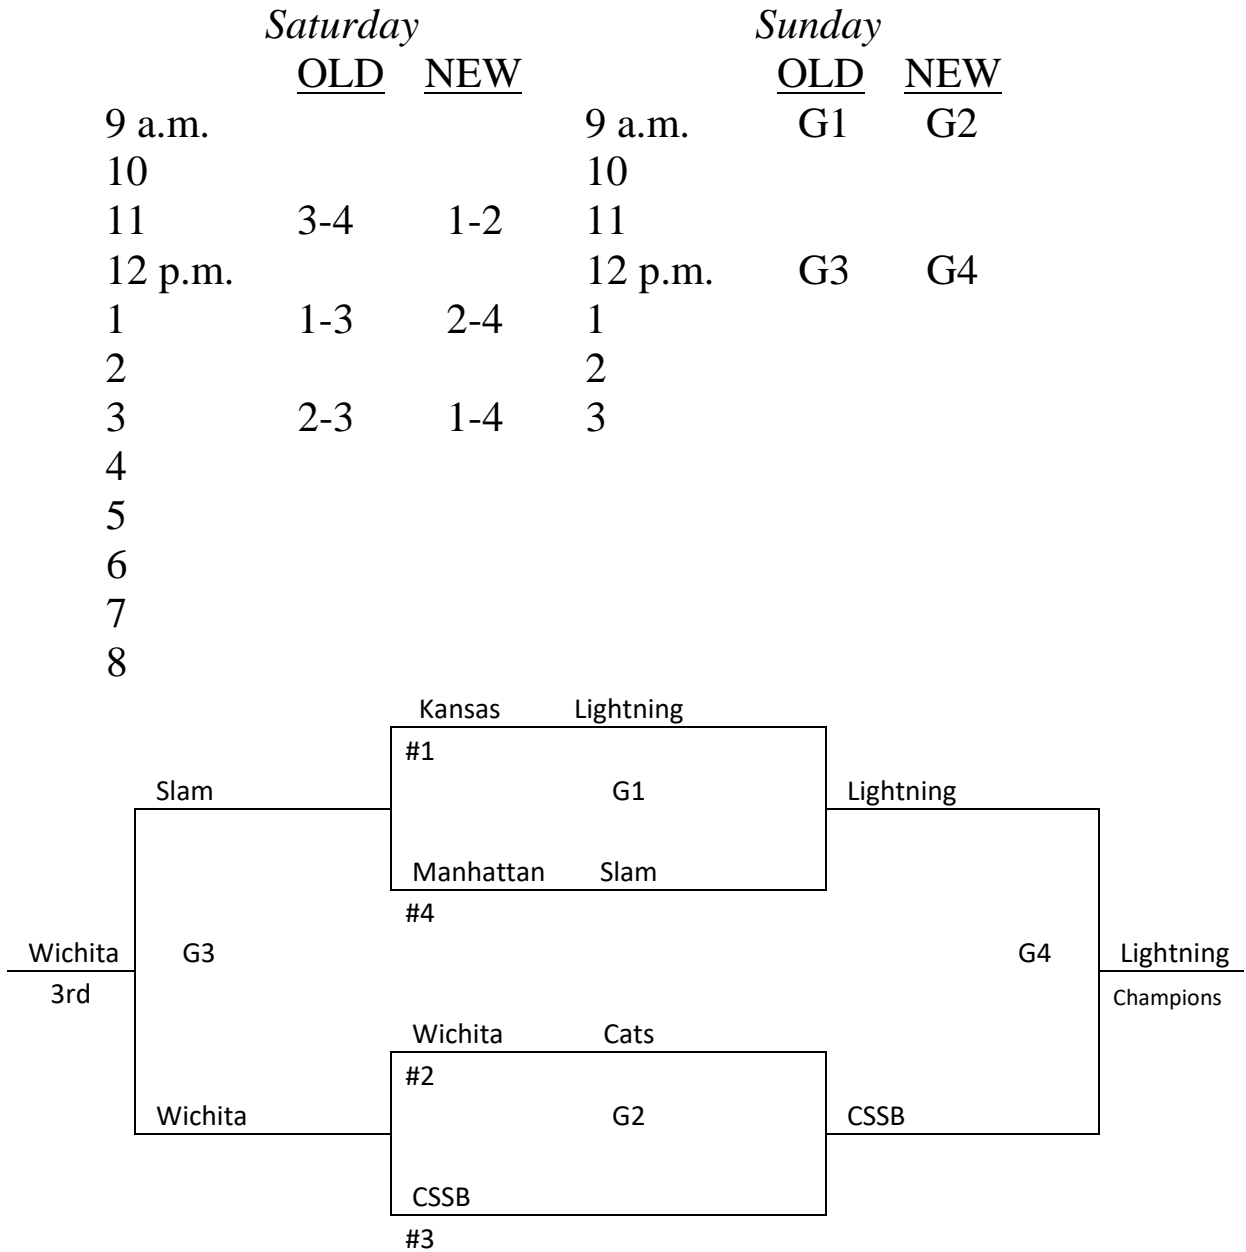 Saturday Sunday
OLD NEW OLD NEW
9 a.m. 9 a.m. G1 G2
10 10
11 3-4 1-2 11
12 p.m. 12 p.m. G3 G4
1 1-3 2-4 1
2 2
3 2-3 1-4 3
4
5
6
7
8
Kansas Lightning
#1
Slam G1 Lightning
Manhattan Slam
#4
Wichita G3 G4 Lightning
3rd Champions
Wichita Cats
#2
Wichita G2 CSSB
CSSB
#3